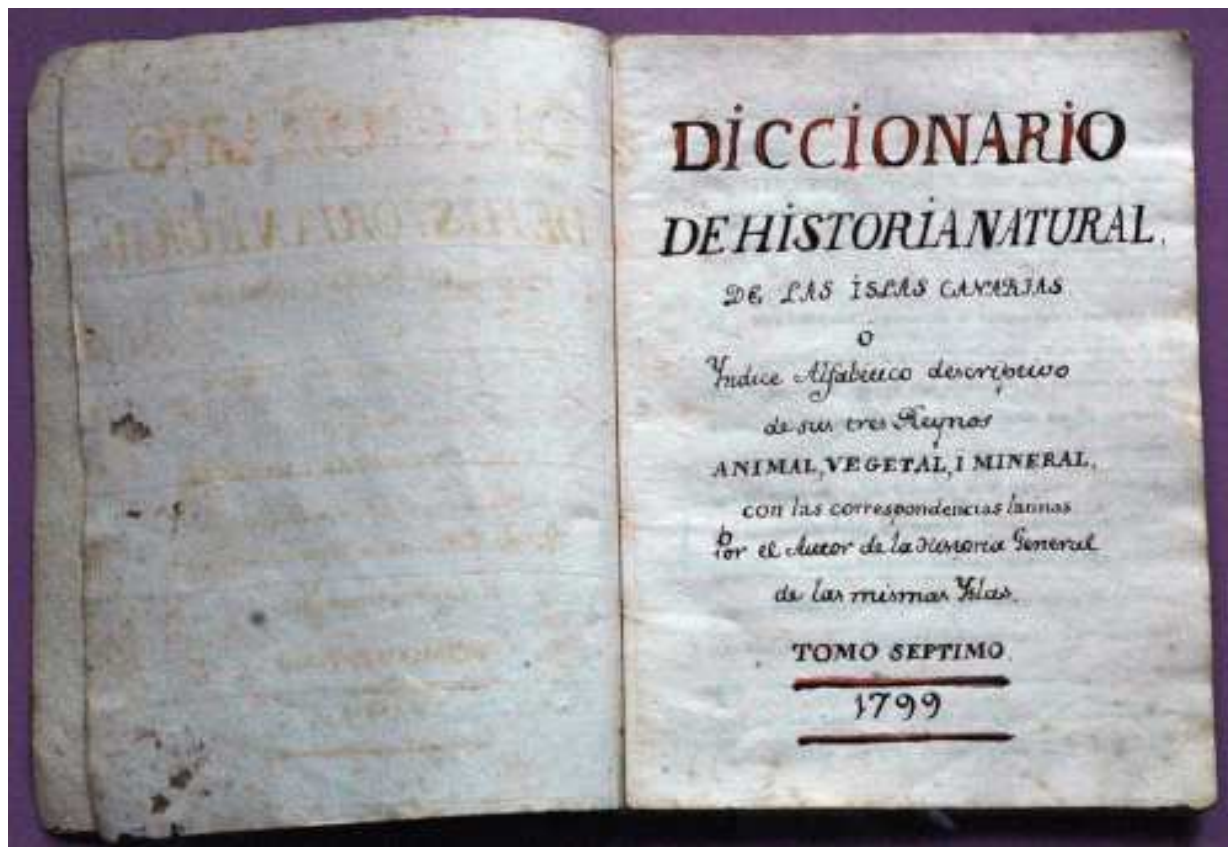 DICCIONARIO
DE HISTORIA NATURAL.
DE LAS ISLAS CANARIAS
Ó
Yndice Alfabetico descriptivo
de sus tres Reynos
ANIMAL, VEGETAL, I MINERAL,
con las correspondencias latinas
por el Autor de la Historia General
de las mismas Yslas.
TOMO SEPTIMO.
1799